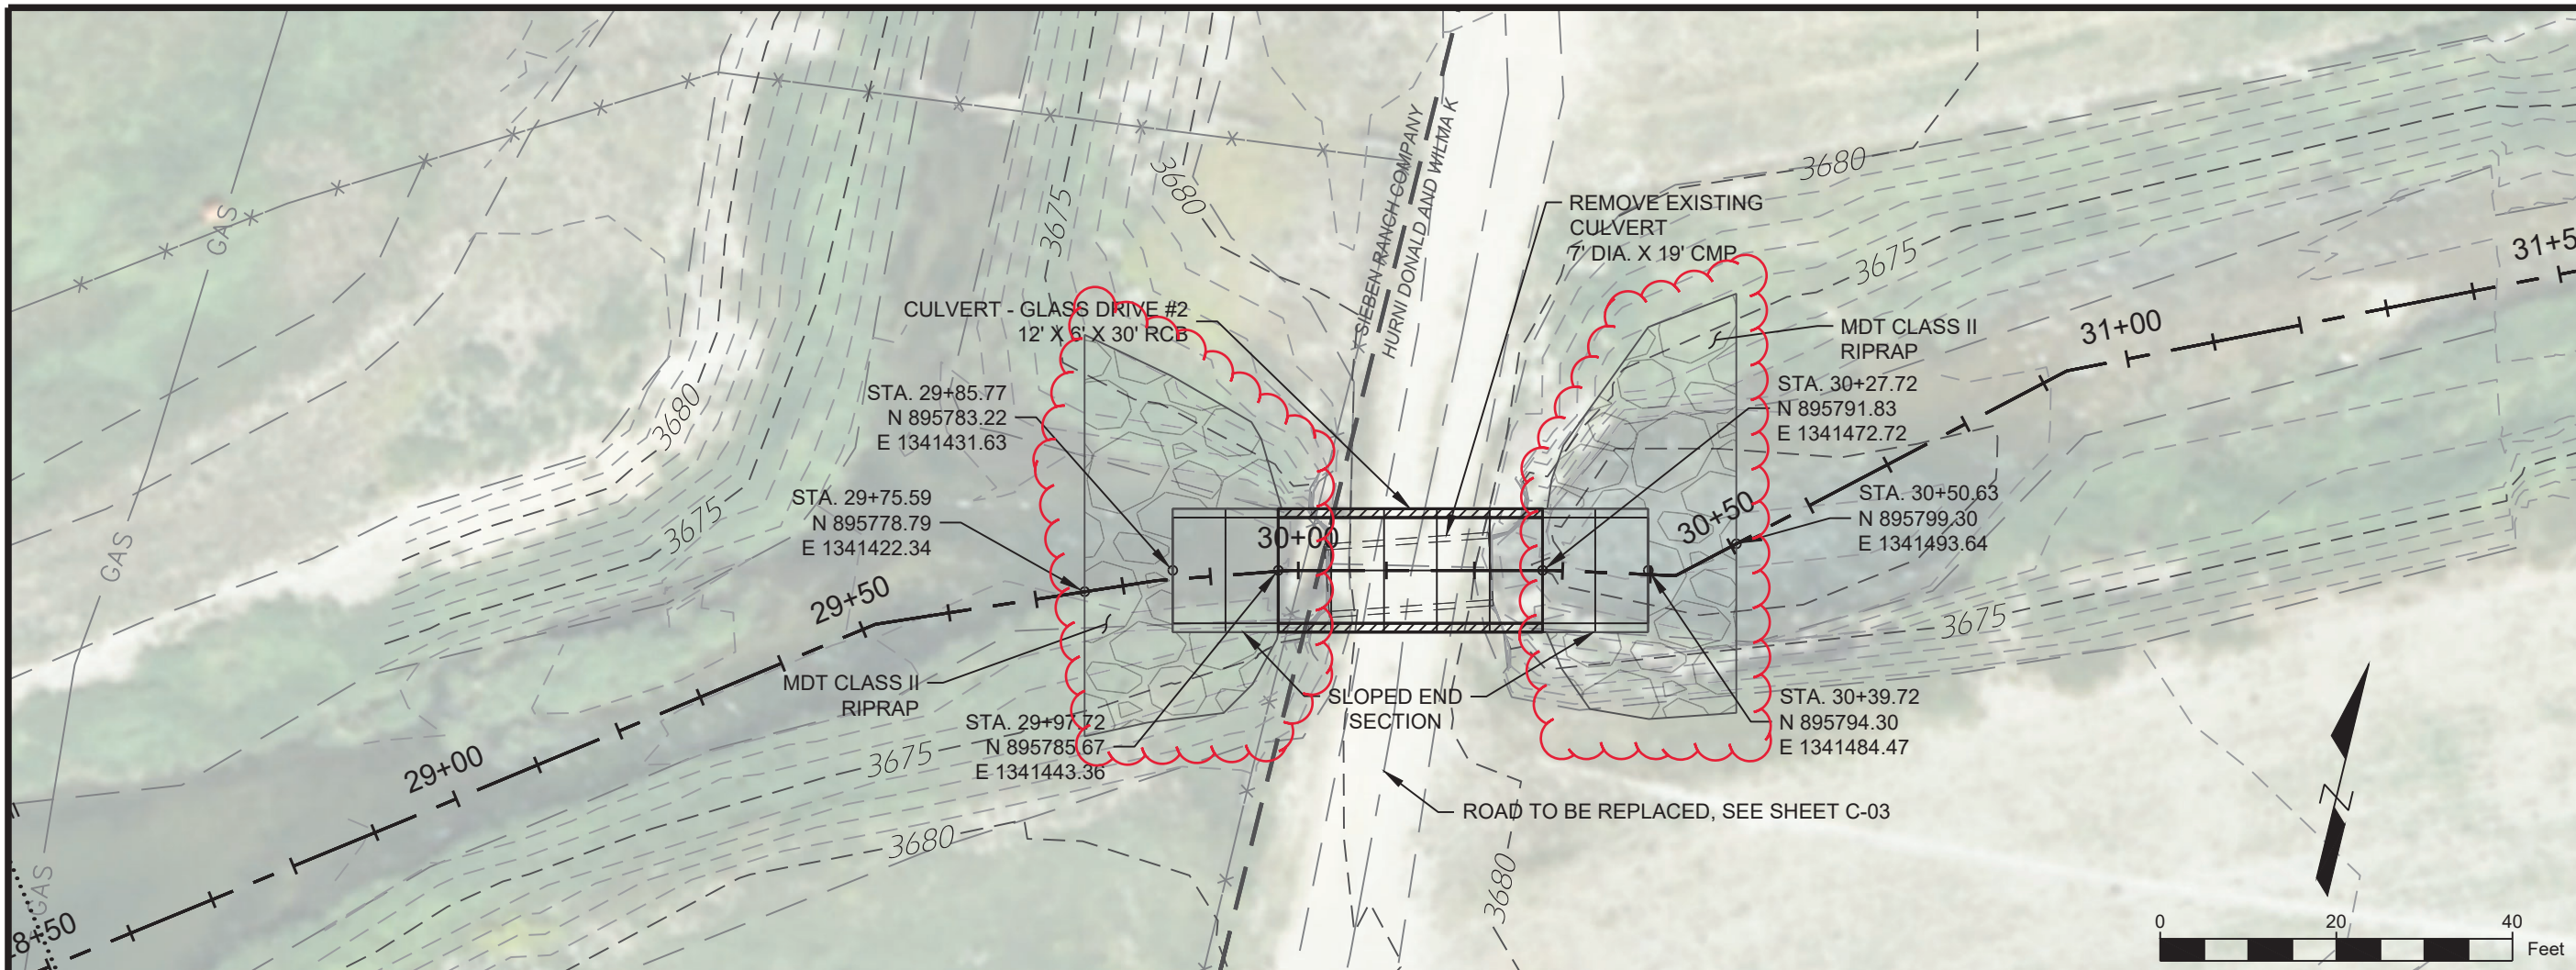 3680
3675
3680
SIEBEN RANCH COMPANY
HURNI DONALD AND WILMA K
REMOVE EXISTING
CULVERT
7' DIA. X 19' CMP
3680
3675
31+5
GAS
CULVERT - GLASS DRIVE #2
12' X 6' X 30' RCB
MDT CLASS II
RIPRAP
31+00
STA. 29+85.77
N 895783.22
E 1341431.63
STA. 30+27.72
N 895791.83
E 1341472.72
3675
STA. 29+75.59
N 895778.79
E 1341422.34
30+00
30+50
STA. 30+50.63
N 895799.30
E 1341493.64
GAS
29+50
3675
MDT CLASS II
RIPRAP
SLOPED END
SECTION
STA. 29+97.72
N 895785.67
E 1341443.36
STA. 30+39.72
N 895794.30
E 1341484.47
29+00
3675
3680
ROAD TO BE REPLACED, SEE SHEET C-03
3680
GAS
8+50
0 20 40
Feet